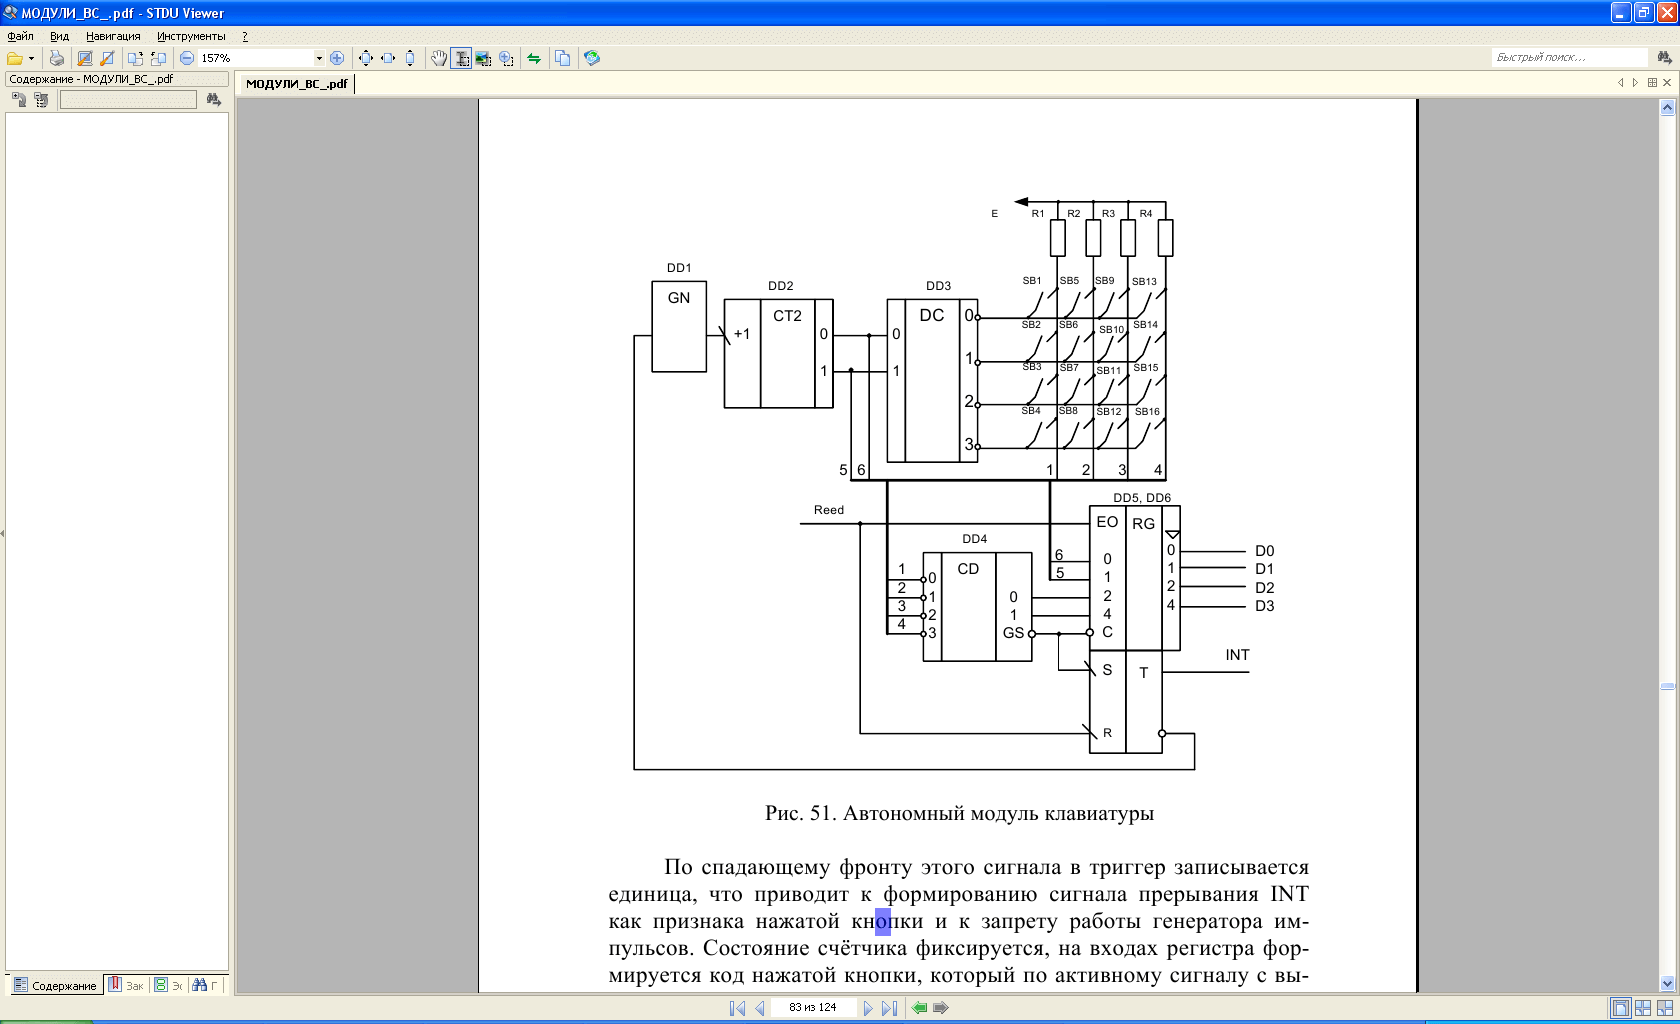 МОДУЛИ_ВС_.pdf - STDU Viewer
Файл Вид Навигация Инструменты ?
157%
Быстрый поиск...
Содержание - МОДУЛИ_ВС_.pdf
МОДУЛИ_ВС_.pdf
E R1 R2 R3 R4
DD1
GN
DD2
+1 CT2 0 1
DD3
0 1 DC 0 1 2 3
SB1 SB5 SB9 SB13
SB2 SB6 SB10 SB14
SB3 SB7 SB11 SB15
SB4 SB8 SB12 SB16
5 6 1 2 3 4
Reed
DD5, DD6
EO RG
6 0 0 D0
5 1 1 D1
2 2 D2
4 4 D3
C
DD4
CD
1 0
2 1 0
3 2 1
4 3 GS
S T INT
R
Рис. 51. Автономный модуль клавиатуры
По спадающему фронту этого сигнала в триггер записывается
единица, что приводит к формированию сигнала прерывания INT
как признака нажатой кнопки и к запрету работы генератора им-
пульсов. Состояние счётчика фиксируется, на входах регистра фор-
мируется код нажатой кнопки, который по активному сигналу с вы-
Содержание Зак Эс Г
83 из 124